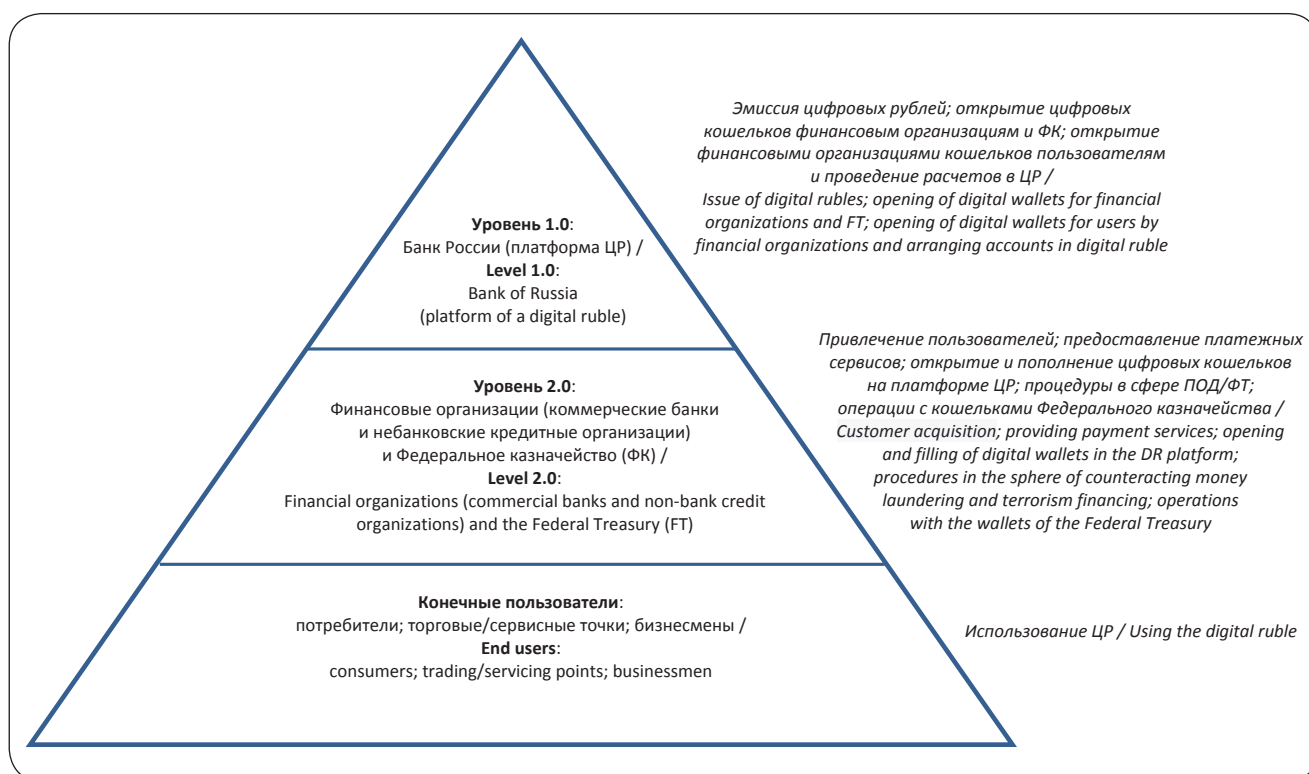 Эмиссия цифровых рублей; открытие цифровых
кошельков финансовым организациям и ФК; открытие
финансовыми организациями кошельков пользователям
и проведение расчетов в ЦР /
Issue of digital rubles; opening of digital wallets for financial
organizations and FT; opening of digital wallets for users by
financial organizations and arranging accounts in digital ruble
Уровень 1.0:
Банк России (платформа ЦР) /
Level 1.0:
Bank of Russia
(platform of a digital ruble)
Привлечение пользователей; предоставление платежных
сервисов; открытие и пополнение цифровых кошельков
на платформе ЦР; процедуры в сфере ПОД/ФТ;
операции с кошельками Федерального казначейства /
Customer acquisition; providing payment services; opening
and filling of digital wallets in the DR platform;
procedures in the sphere of counteracting money
laundering and terrorism financing; operations
with the wallets of the Federal Treasury
Уровень 2.0:
Финансовые организации (коммерческие банки
и небанковские кредитные организации)
и Федеральное казначейство (ФК) /
Level 2.0:
Financial organizations (commercial banks and non-bank credit
organizations) and the Federal Treasury (FT)
Конечные пользователи:
потребители; торговые/сервисные точки; бизнесмены /
End users:
consumers; trading/servicing points; businessmen
Использование ЦР / Using the digital ruble